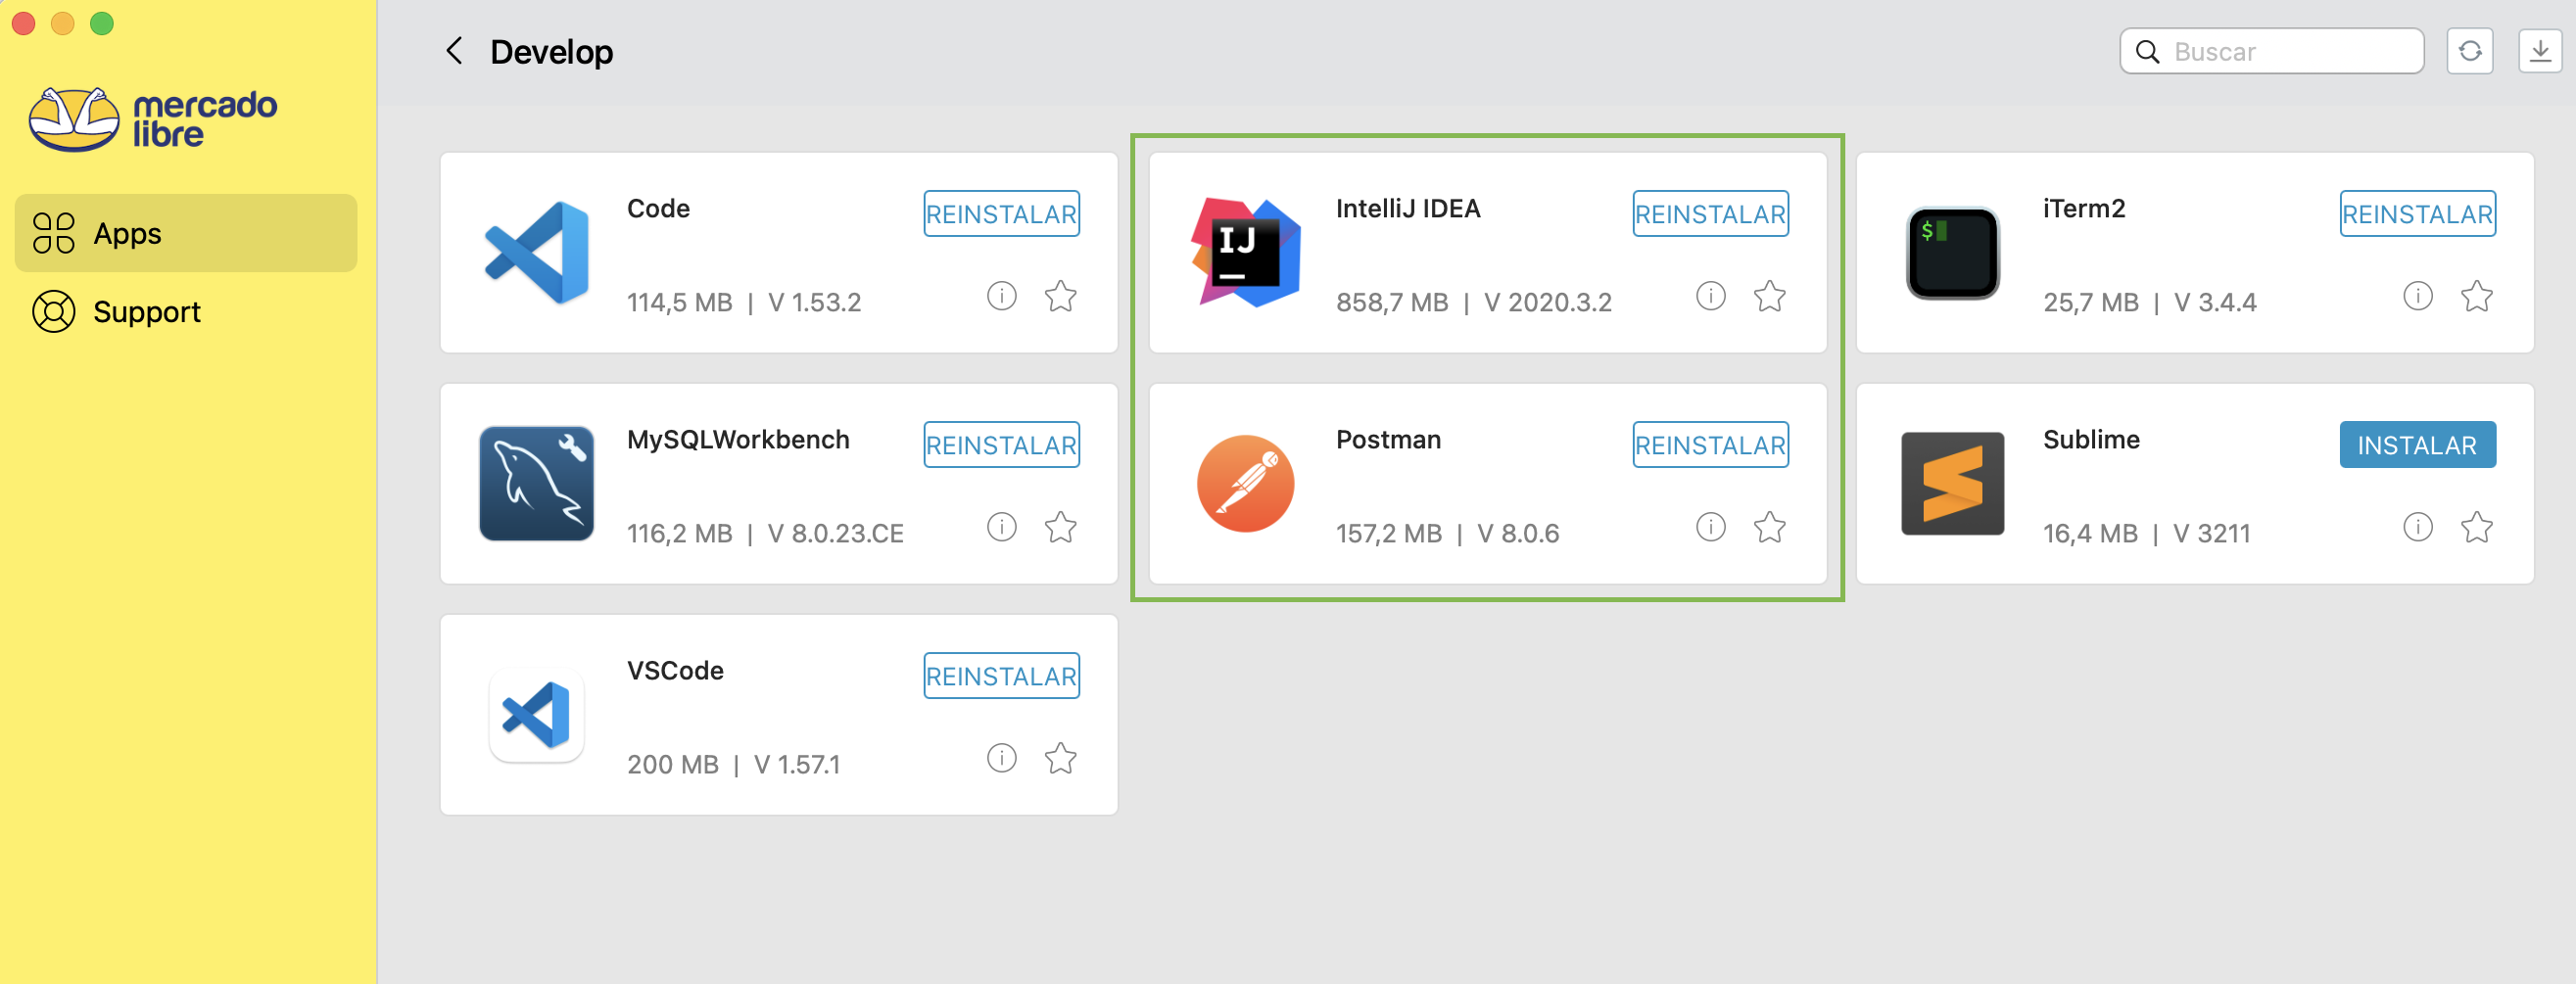 Develop
Buscar
mercado
libre
Apps
Support
Code
REINSTALAR
114,5 MB | V 1.53.2
IJ
IntelliJ IDEA
REINSTALAR
858,7 MB | V 2020.3.2
$
iTerm2
REINSTALAR
25,7 MB | V 3.4.4
MySQLWorkbench
REINSTALAR
116,2 MB | V 8.0.23.CE
Postman
REINSTALAR
157,2 MB | V 8.0.6
Sublime
INSTALAR
16,4 MB | V 3211
VSCode
REINSTALAR
200 MB | V 1.57.1